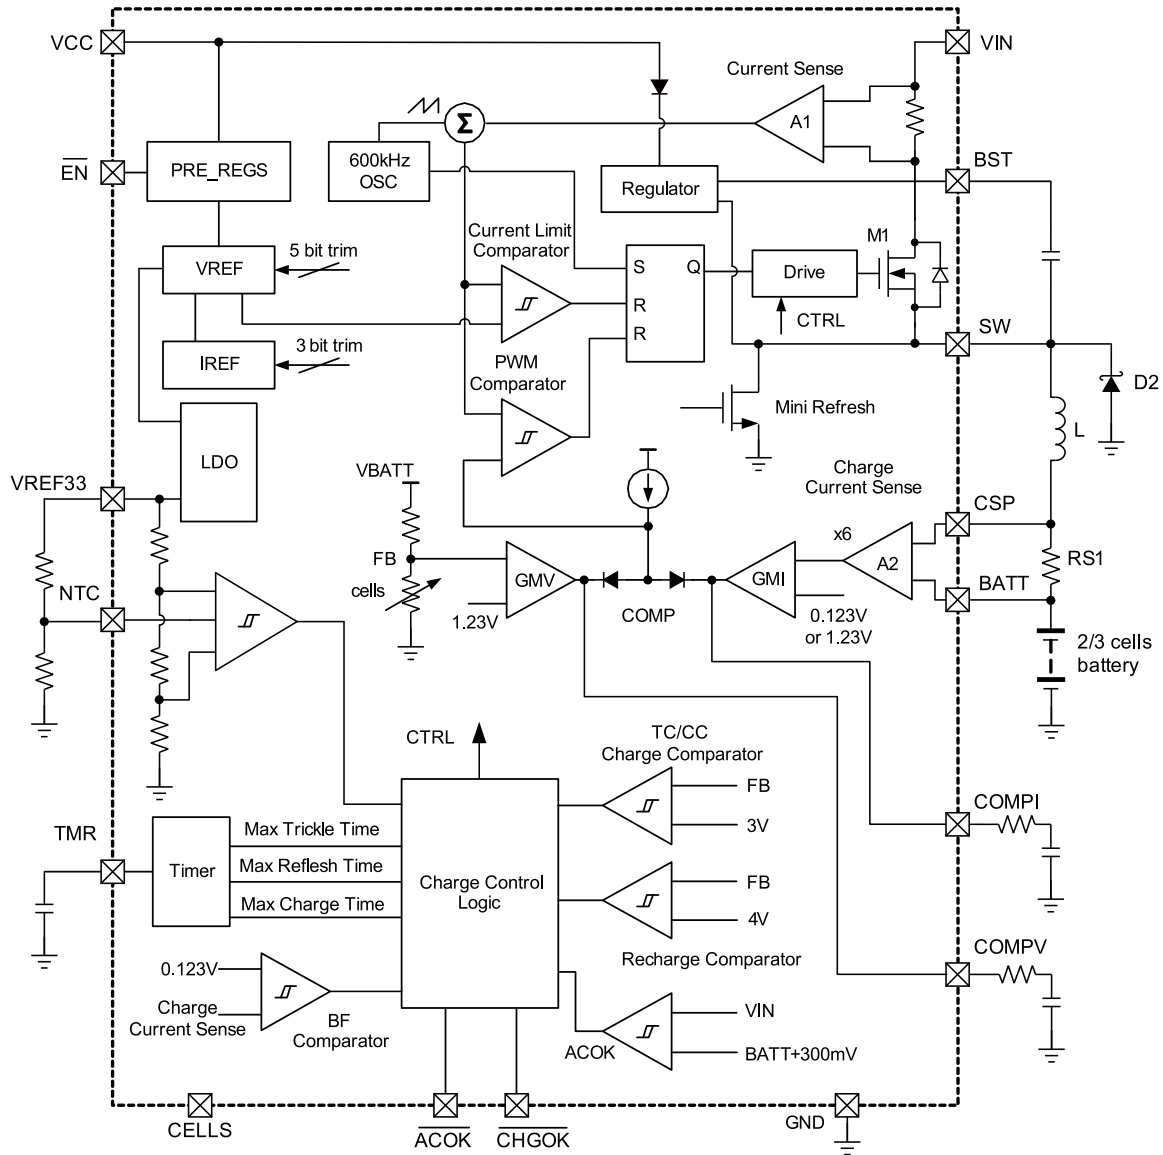 VCC
VIN
Current Sense
Σ
A1
EN
PRE_REGS
600kHz
OSC
Regulator
BST
Current Limit
Comparator
5 bit trim
VREF
S
Q
R
R
Drive
M1
CTRL
SW
3 bit trim
IREF
PWM
Comparator
Mini Refresh
D2
L
LDO
VREF33
VBATT
Charge
Current Sense
CSP
x6
A2
RS1
FB
GMV
GMI
BATT
cells
COMP
1.23V
0.123V
or 1.23V
NTC
2/3 cells
battery
CTRL
TC/CC
Charge Comparator
FB
3V
COMPI
TMR
Timer
Max Trickle Time
Max Reflesh Time
Max Charge Time
Charge Control
Logic
FB
4V
Recharge Comparator
COMPV
0.123V
Charge
Current Sense
BF
Comparator
VIN
ACOK
BATT+300mV
CELLS
ACOK
CHGOK
GND